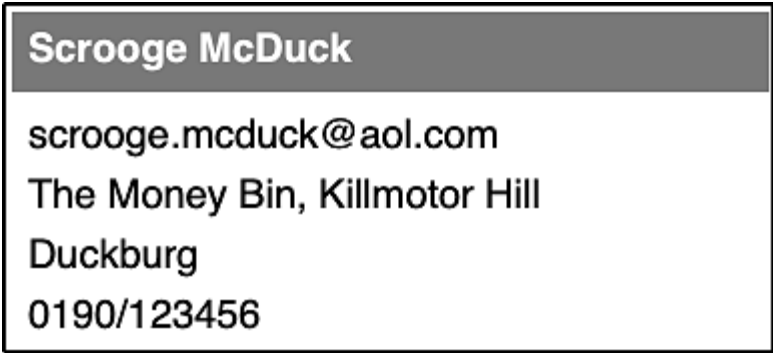 Scrooge McDuck
scrooge.mcduck@aol.com
The Money Bin, Killmotor Hill
Duckburg
0190/123456